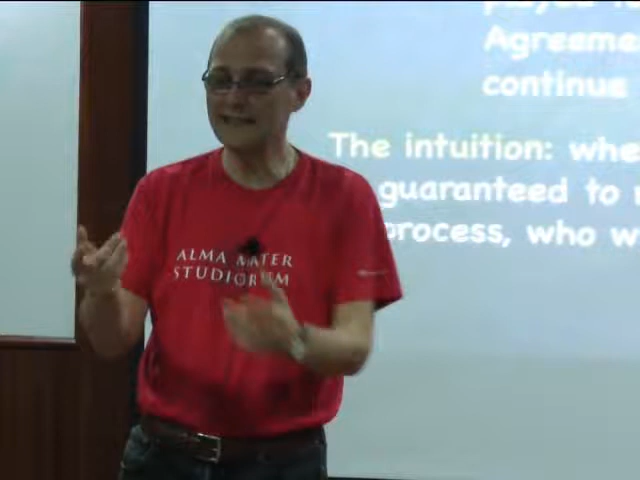 Agreeme
continue
The intuition: whe
guaranteed to
process, who w
ALMA MATER
STUDIORUM